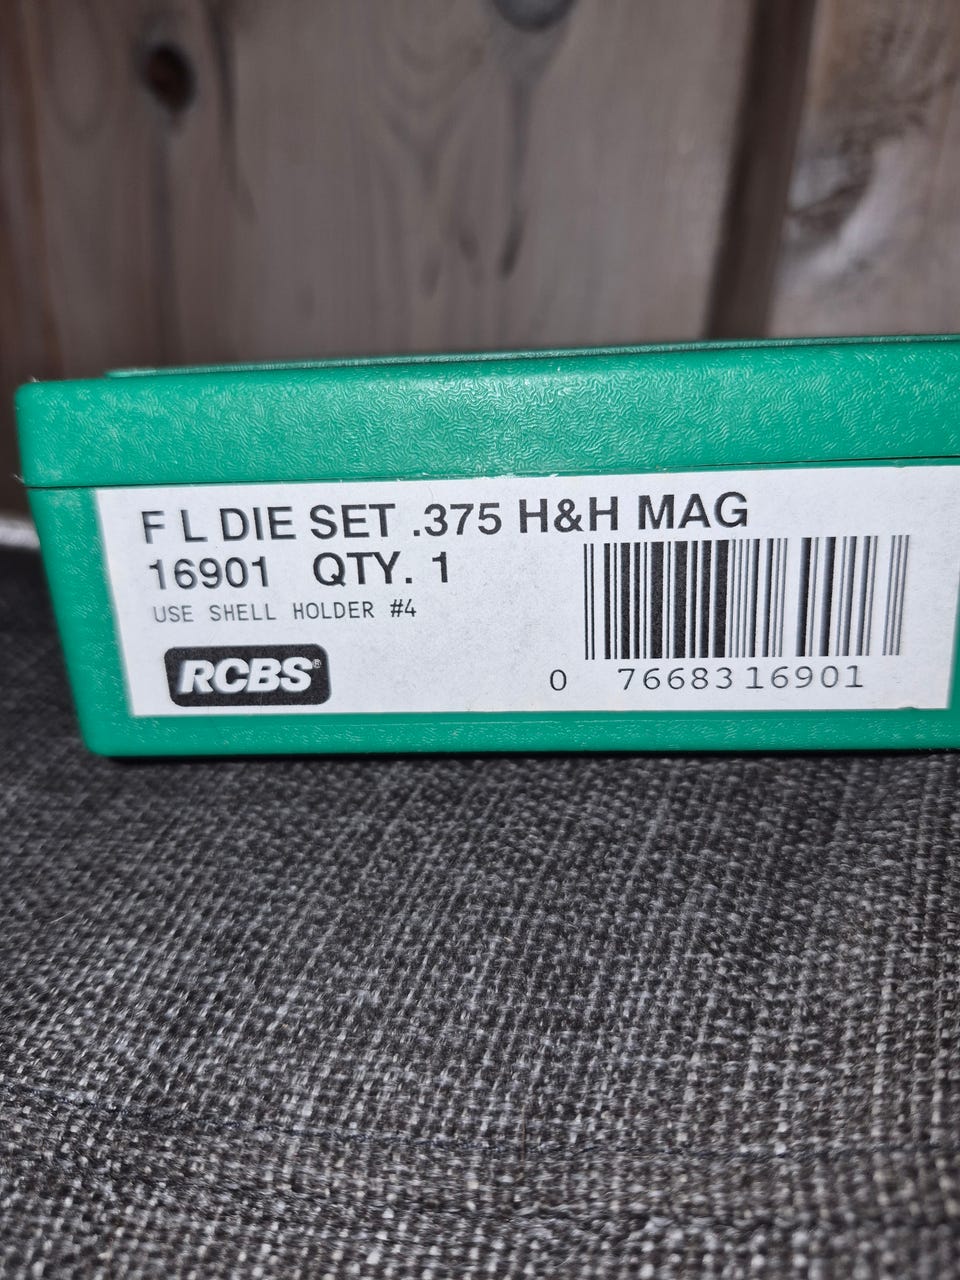 F L DIE SET .375 H&H MAG
16901 QTY. 1
USE SHELL HOLDER #4
RCBS®
0 7668316901